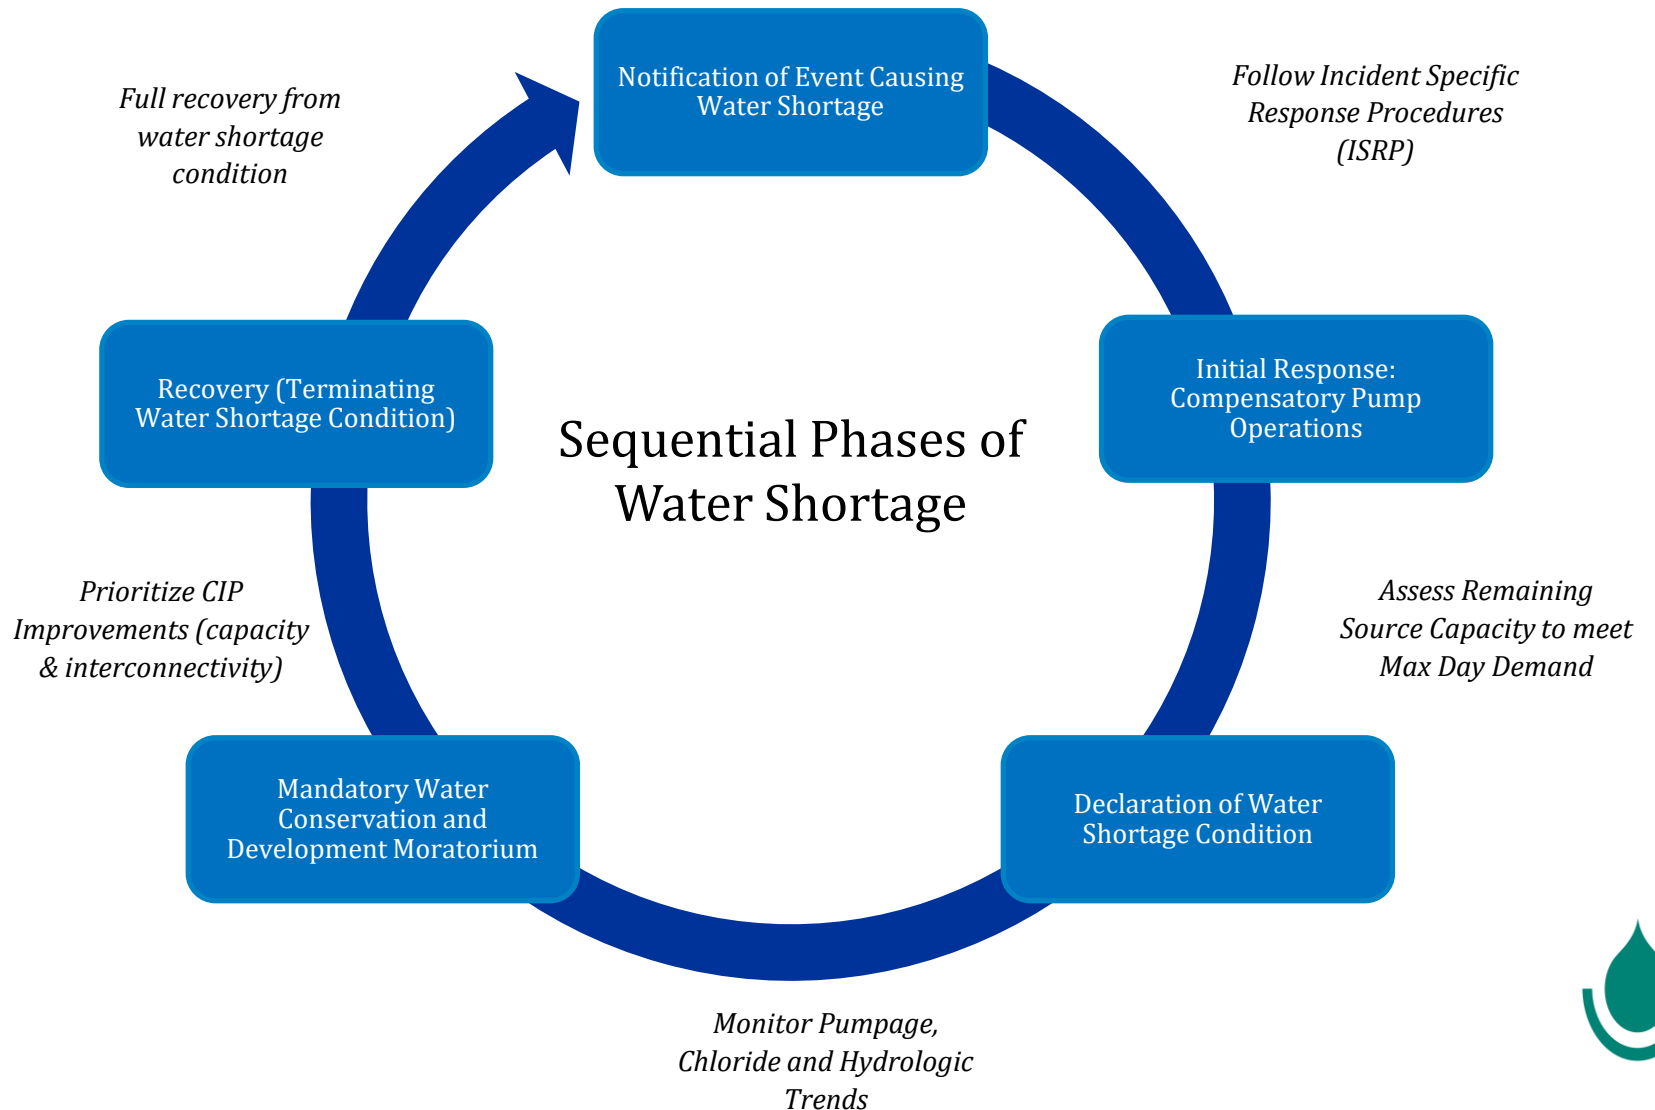 Notification of Event Causing
Water Shortage
Follow Incident Specific
Response Procedures
(ISRP)
Initial Response:
Compensatory Pump
Operations
Assess Remaining
Source Capacity to meet
Max Day Demand
Declaration of Water
Shortage Condition
Monitor Pumpage,
Chloride and Hydrologic
Trends
Mandatory Water
Conservation and
Development Moratorium
Prioritize CIP
Improvements (capacity
& interconnectivity)
Recovery (Terminating
Water Shortage Condition)
Full recovery from
water shortage
condition
Sequential Phases of
Water Shortage